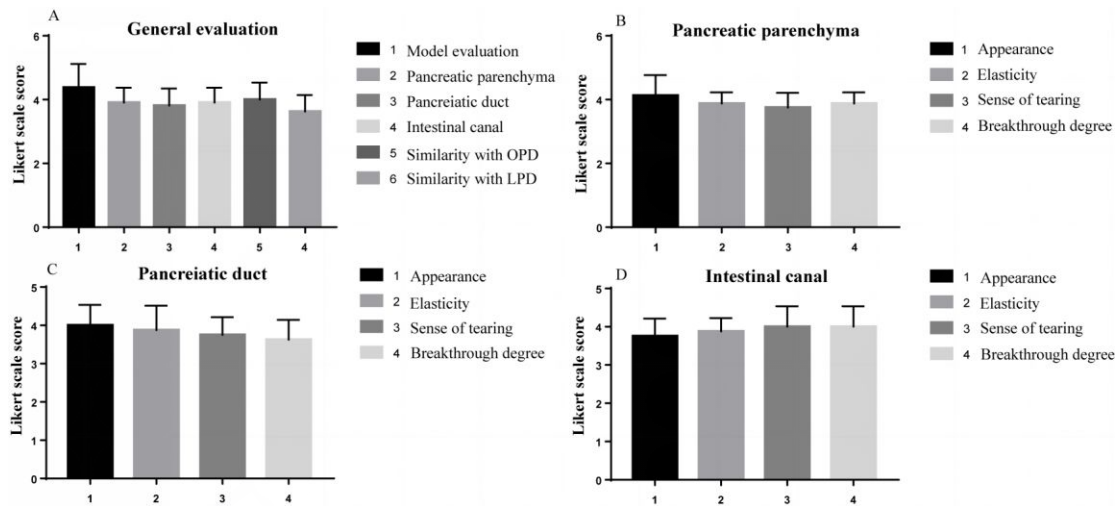 A
General evaluation
Likert scale score
6
4
2
0
1 2 3 4 5 4
1 Model evaluation
2 Pancreatic parenchyma
3 Pancreiatic duct
4 Intestinal canal
5 Similarity with OPD
6 Similarity with LPD
B
Pancreatic parenchyma
Likert scale score
6
4
2
0
1 2 3 4
1 Appearance
2 Elasticity
3 Sense of tearing
4 Breakthrough degree
C
Pancreiatic duct
Likert scale score
5
4
3
2
1
0
1 2 3 4
1 Appearance
2 Elasticity
3 Sense of tearing
4 Breakthrough degree
D
Intestinal canal
Likert scale score
5
4
3
2
1
0
1 2 3 4
1 Appearance
2 Elasticity
3 Sense of tearing
4 Breakthrough degree